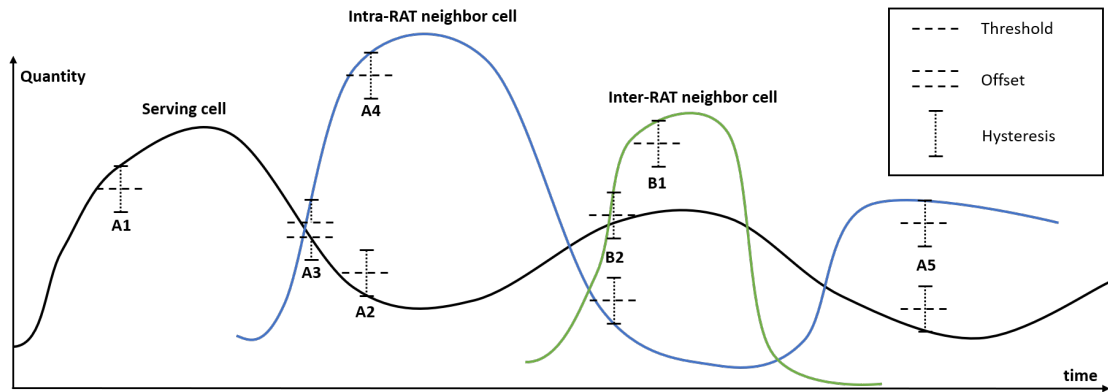 Intra-RAT neighbor cell
Threshold
Quantity
Offset
Inter-RAT neighbor cell
Serving cell
A4
Hysteresis
B1
A1
B2
A5
A3
A2
time